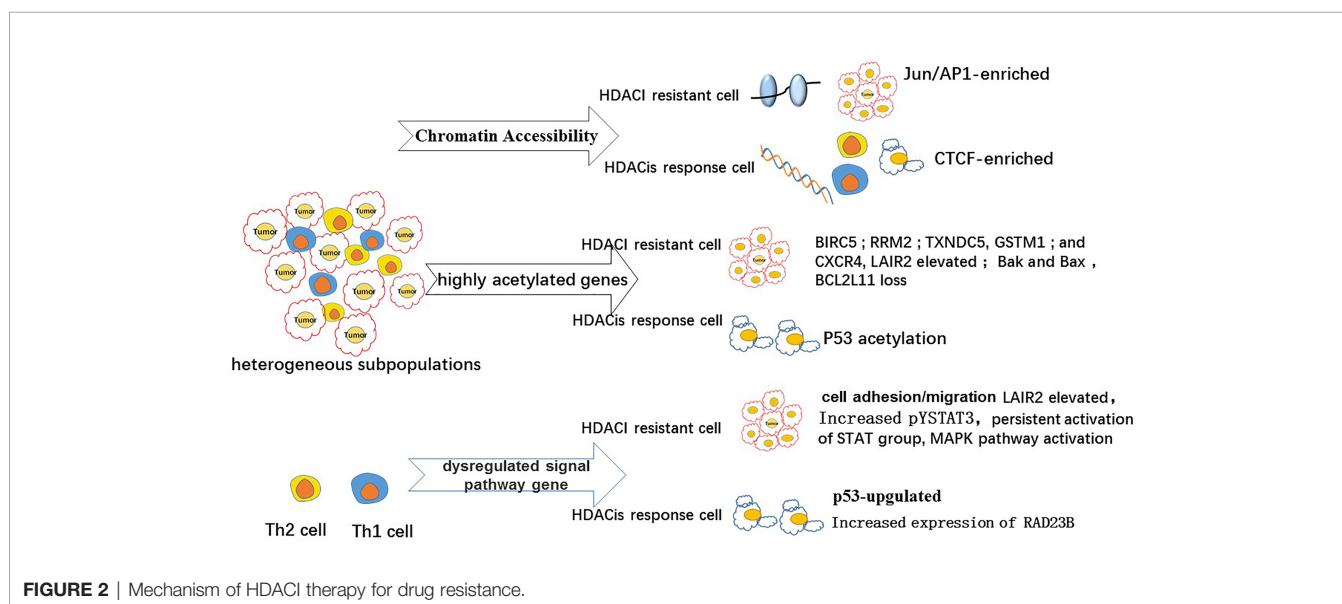 HDACI resistant cell
Tumor
Jun/AP1-enriched
Chromatin Accessibility
HDACis response cell
CTCF-enriched
Tumor
Tumor
Tumor
Tumor
Tumor
Tumor
Tumor
Tumor
Tumor
Tumor
heterogeneous subpopulations
highly acetylated genes
HDACI resistant cell
Tumor
BIRC5 ; RRM2 ; TXNDC5, GSTM1 ; and
CXCR4, LAIR2 elevated ; Bak and Bax ,
BCL2L11 loss
HDACis response cell
P53 acetylation
HDACI resistant cell
Tumor
cell adhesion/migration LAIR2 elevated,
Increased pYSTAT3, persistent activation
of STAT group, MAPK pathway activation
dysregulated signal
pathway gene
HDACis response cell
p53-upgulated
Increased expression of RAD23B
Th2 cell
Th1 cell
FIGURE 2 | Mechanism of HDACI therapy for drug resistance.